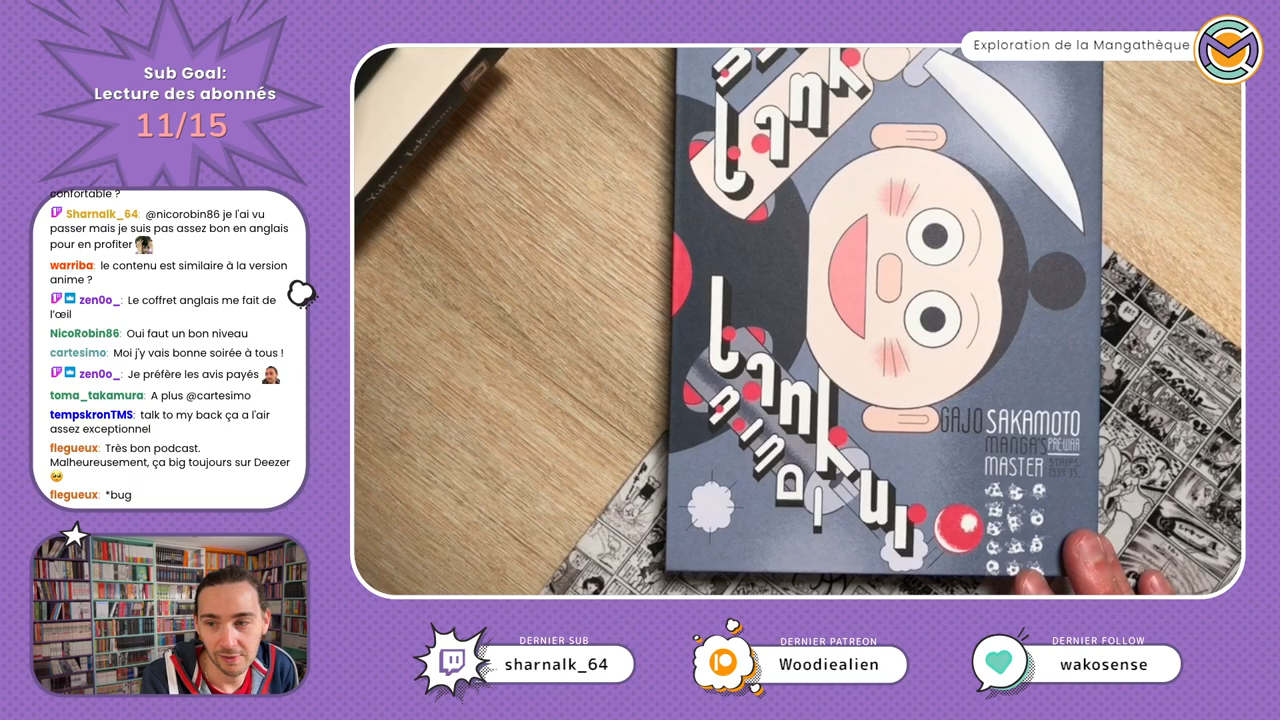 Sub Goal:
Lecture des abonnés
11/15
confortable ?
Sharnalk_64: @nicorobin86 je l'ai vu
passer mais je suis pas assez bon en anglais
pour en profiter
warriba: le contenu est similaire à la version
anime ?
zen0o_: Le coffret anglais me fait de
l'œil
NicoRobin86: Oui faut un bon niveau
cartesimo: Moi j'y vais bonne soirée à tous !
zen0o_: Je préfère les avis payés
toma_takamura: A plus @cartesimo
tempskronTMS: talk to my back ça a l'air
assez exceptionnel
flegueux: Très bon podcast.
Malheureusement, ça big toujours sur Deezer
🥺
flegueux: *bug
Exploration de la Mangathèque
GAJO SAKAMOTO
MANGA'S PRE-WAR
MASTER
DERNIER SUB
sharnalk_64
DERNIER PATREON
Woodiealien
DERNIER FOLLOW
wakosense